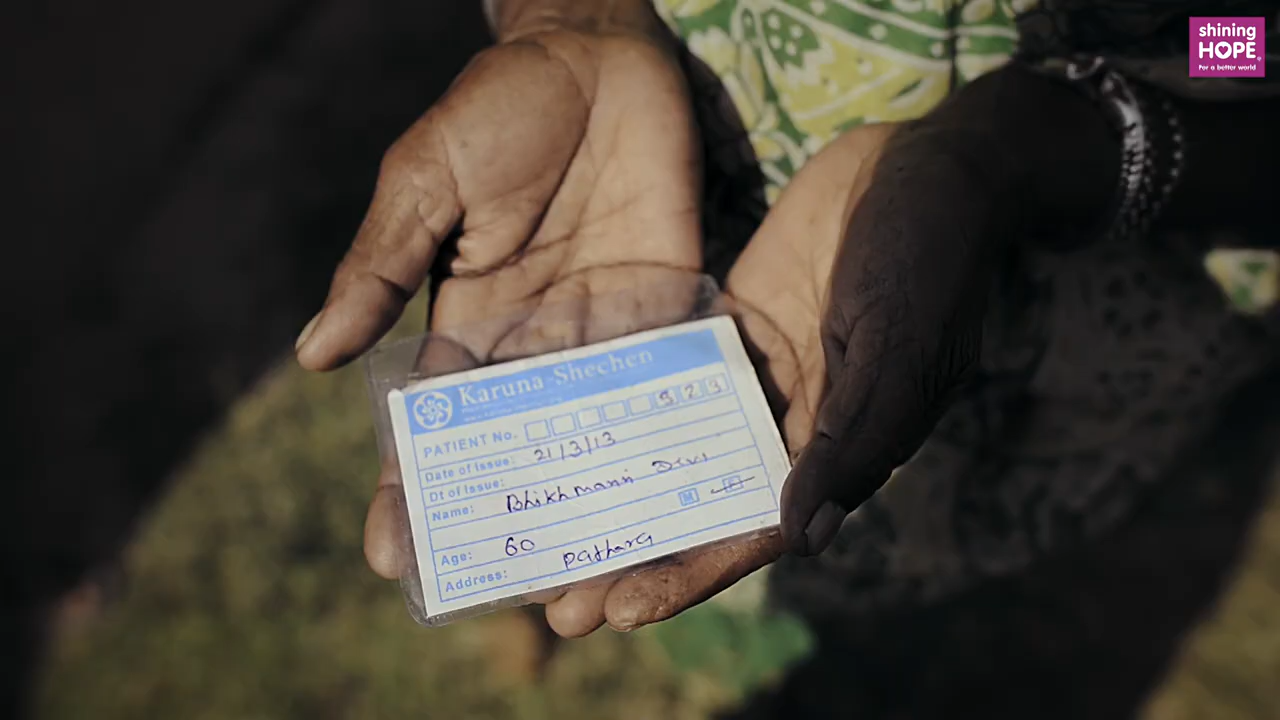 shining
HOPE
For a better world
Karuna-Shechen
PATIENT No. 923
Date of Issue: 21/3/13
Dt of Issue:
Name: Bhikhmani Devi
M F
Age: 60
Address: Pathara